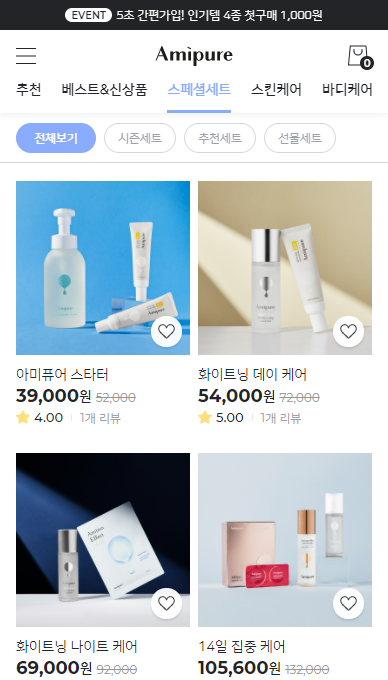 EVENT 5초 간편가입! 인기템 4종 첫구매 1,000원
Amipure
0
추천 베스트&신상품 스페셜세트 스킨케어 바디케어
전체보기 시즌세트 추천세트 선물세트
아미퓨어 스타터
39,000원 52,000
4.00 1개 리뷰
화이트닝 데이 케어
54,000원 72,000
5.00 1개 리뷰
Amino
Effect
화이트닝 나이트 케어
69,000원 92,000
14일 집중 케어
105,600원 132,000